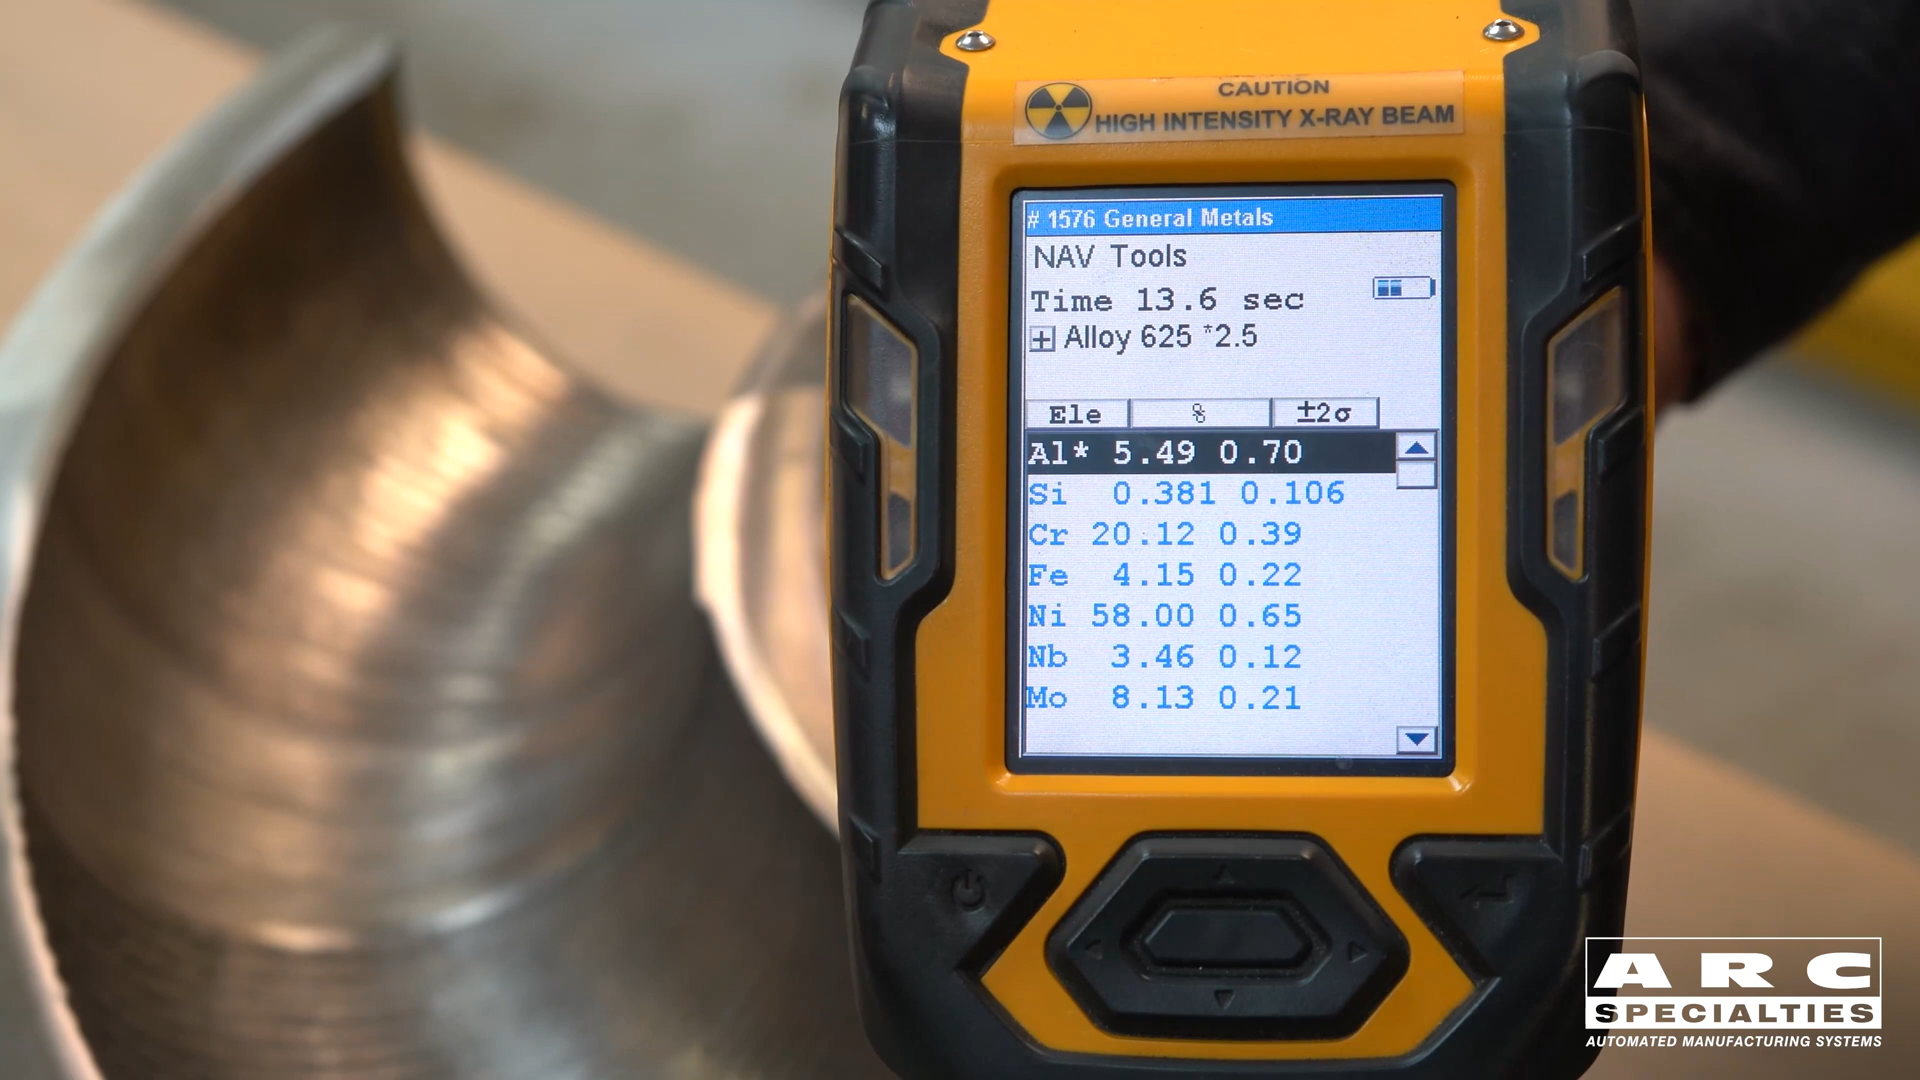 CAUTION
HIGH INTENSITY X-RAY BEAM
# 1576 General Metals
NAV Tools
Time 13.6 sec
Alloy 625 *2.5
Ele % ±2σ
Al* 5.49 0.70
Si 0.381 0.106
Cr 20.12 0.39
Fe 4.15 0.22
Ni 58.00 0.65
Nb 3.46 0.12
Mo 8.13 0.21
ARC
SPECIALTIES
AUTOMATED MANUFACTURING SYSTEMS